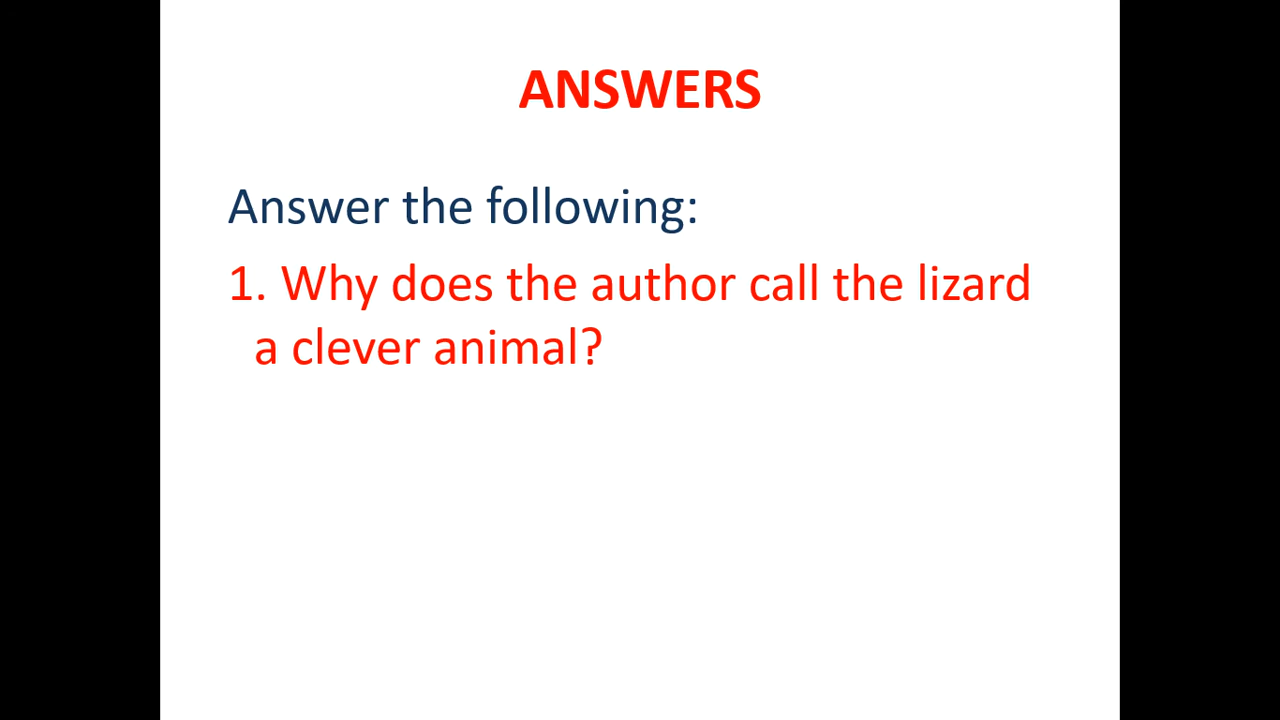 ANSWERS
Answer the following:
1. Why does the author call the lizard
a clever animal?